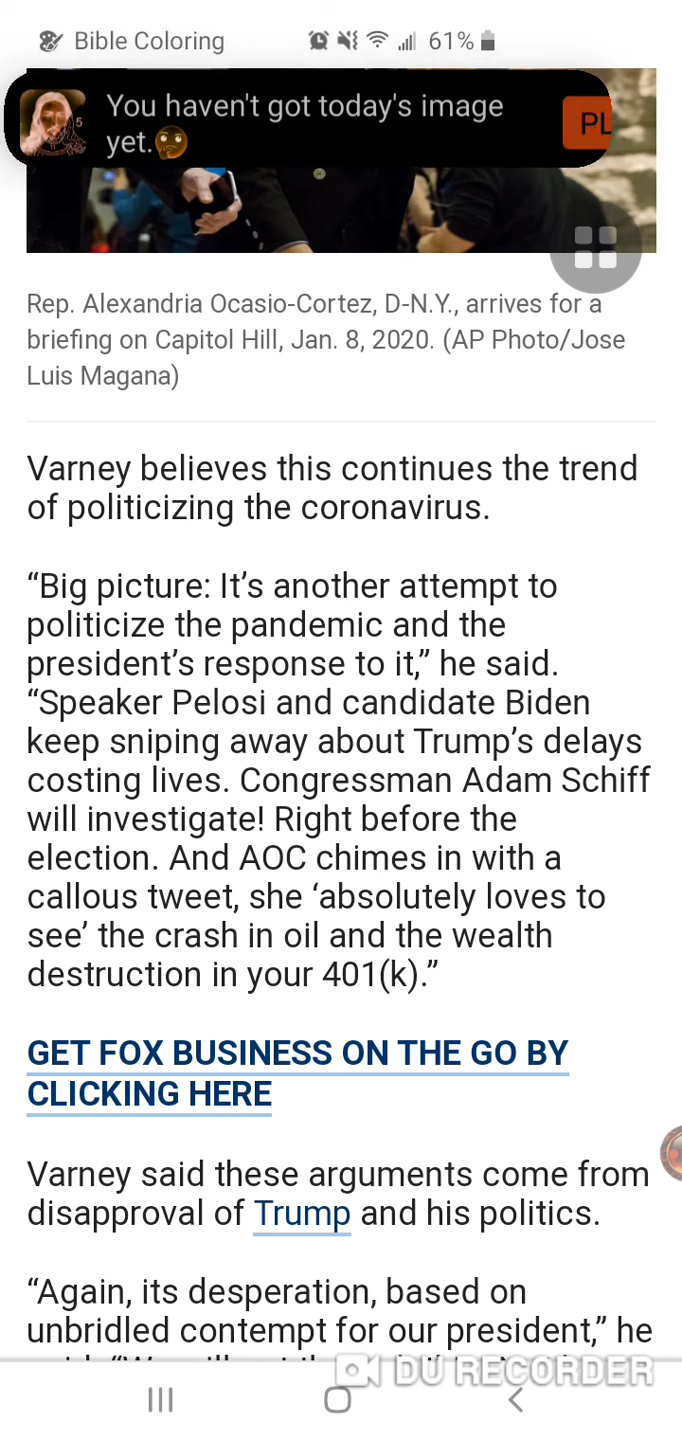 Bible Coloring 61%
You haven't got today's image
yet.
5
PL
Rep. Alexandria Ocasio-Cortez, D-N.Y., arrives for a
briefing on Capitol Hill, Jan. 8, 2020. (AP Photo/Jose
Luis Magana)
Varney believes this continues the trend
of politicizing the coronavirus.
“Big picture: It’s another attempt to
politicize the pandemic and the
president’s response to it,” he said.
“Speaker Pelosi and candidate Biden
keep sniping away about Trump’s delays
costing lives. Congressman Adam Schiff
will investigate! Right before the
election. And AOC chimes in with a
callous tweet, she ‘absolutely loves to
see’ the crash in oil and the wealth
destruction in your 401(k).”
GET FOX BUSINESS ON THE GO BY
CLICKING HERE
Varney said these arguments come from
disapproval of Trump and his politics.
“Again, its desperation, based on
unbridled contempt for our president,” he
DU RECORDER